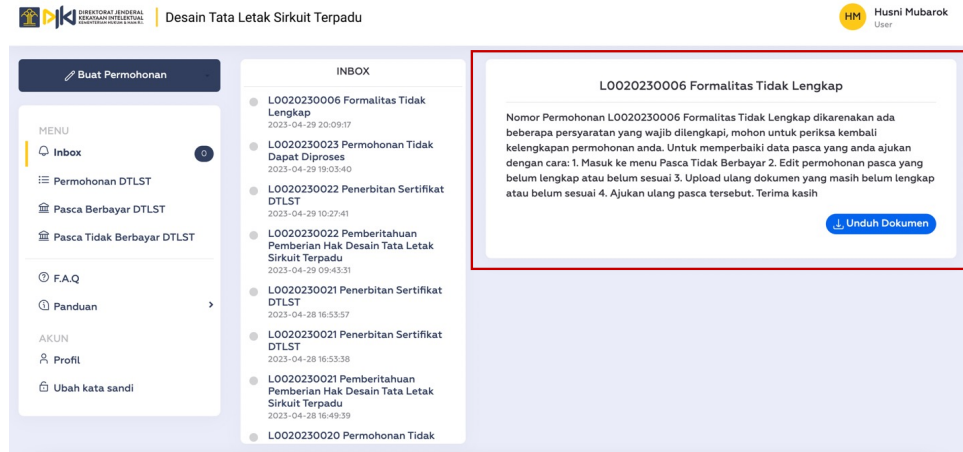 DIREKTORAT JENDERAL
KEKAYAAN INTELEKTUAL
KEMENTERIAN HUKUM & HAM R.I.
Desain Tata Letak Sirkuit Terpadu
HM
Husni Mubarok
User
Buat Permohonan
MENU
Inbox
0
Permohonan DTLST
Pasca Berbayar DTLST
Pasca Tidak Berbayar DTLST
F.A.Q
Panduan
AKUN
Profil
Ubah kata sandi
INBOX
L0020230006 Formalitas Tidak
Lengkap
2023-04-29 20:09:17
L0020230023 Permohonan Tidak
Dapat Diproses
2023-04-29 19:03:40
L0020230022 Penerbitan Sertifikat
DTLST
2023-04-29 10:27:41
L0020230022 Pemberitahuan
Pemberian Hak Desain Tata Letak
Sirkuit Terpadu
2023-04-29 09:43:31
L0020230021 Penerbitan Sertifikat
DTLST
2023-04-28 16:53:57
L0020230021 Penerbitan Sertifikat
DTLST
2023-04-28 16:53:38
L0020230021 Pemberitahuan
Pemberian Hak Desain Tata Letak
Sirkuit Terpadu
2023-04-28 16:49:39
L0020230020 Permohonan Tidak
L0020230006 Formalitas Tidak Lengkap
Nomor Permohonan L0020230006 Formalitas Tidak Lengkap dikarenakan ada
beberapa persyaratan yang wajib dilengkapi, mohon untuk periksa kembali
kelengkapan permohonan anda. Untuk memperbaiki data pasca yang anda ajukan
dengan cara: 1. Masuk ke menu Pasca Tidak Berbayar 2. Edit permohonan pasca yang
belum lengkap atau belum sesuai 3. Upload ulang dokumen yang masih belum lengkap
atau belum sesuai 4. Ajukan ulang pasca tersebut. Terima kasih
Unduh Dokumen